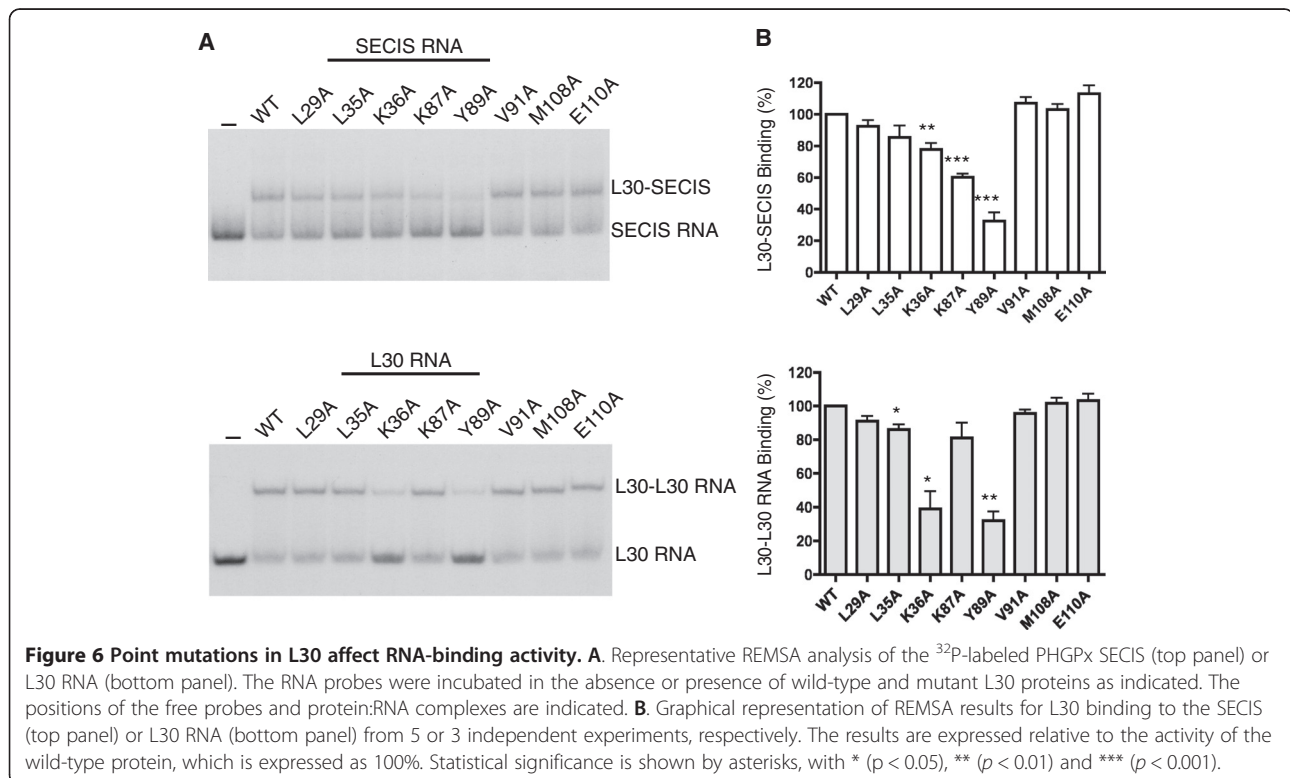 A
SECIS RNA
– WT L29A L35A K36A K87A Y89A V91A M108A E110A
L30-SECIS
SECIS RNA
L30 RNA
– WT L29A L35A K36A K87A Y89A V91A M108A E110A
L30-L30 RNA
L30 RNA
B
L30-SECIS Binding (%)
120
100
80
60
40
20
0
**
***
***
WT L29A L35A K36A K87A Y89A V91A M108A E110A
L30-L30 RNA Binding (%)
120
100
80
60
40
20
0
*
*
**
WT L29A L35A K36A K87A Y89A V91A M108A E110A
Figure 6 Point mutations in L30 affect RNA-binding activity. A. Representative REMSA analysis of the ³²P-labeled PHGPx SECIS (top panel) or
L30 RNA (bottom panel). The RNA probes were incubated in the absence or presence of wild-type and mutant L30 proteins as indicated. The
positions of the free probes and protein:RNA complexes are indicated. B. Graphical representation of REMSA results for L30 binding to the SECIS
(top panel) or L30 RNA (bottom panel) from 5 or 3 independent experiments, respectively. The results are expressed relative to the activity of the
wild-type protein, which is expressed as 100%. Statistical significance is shown by asterisks, with * (p < 0.05), ** (p < 0.01) and *** (p < 0.001).